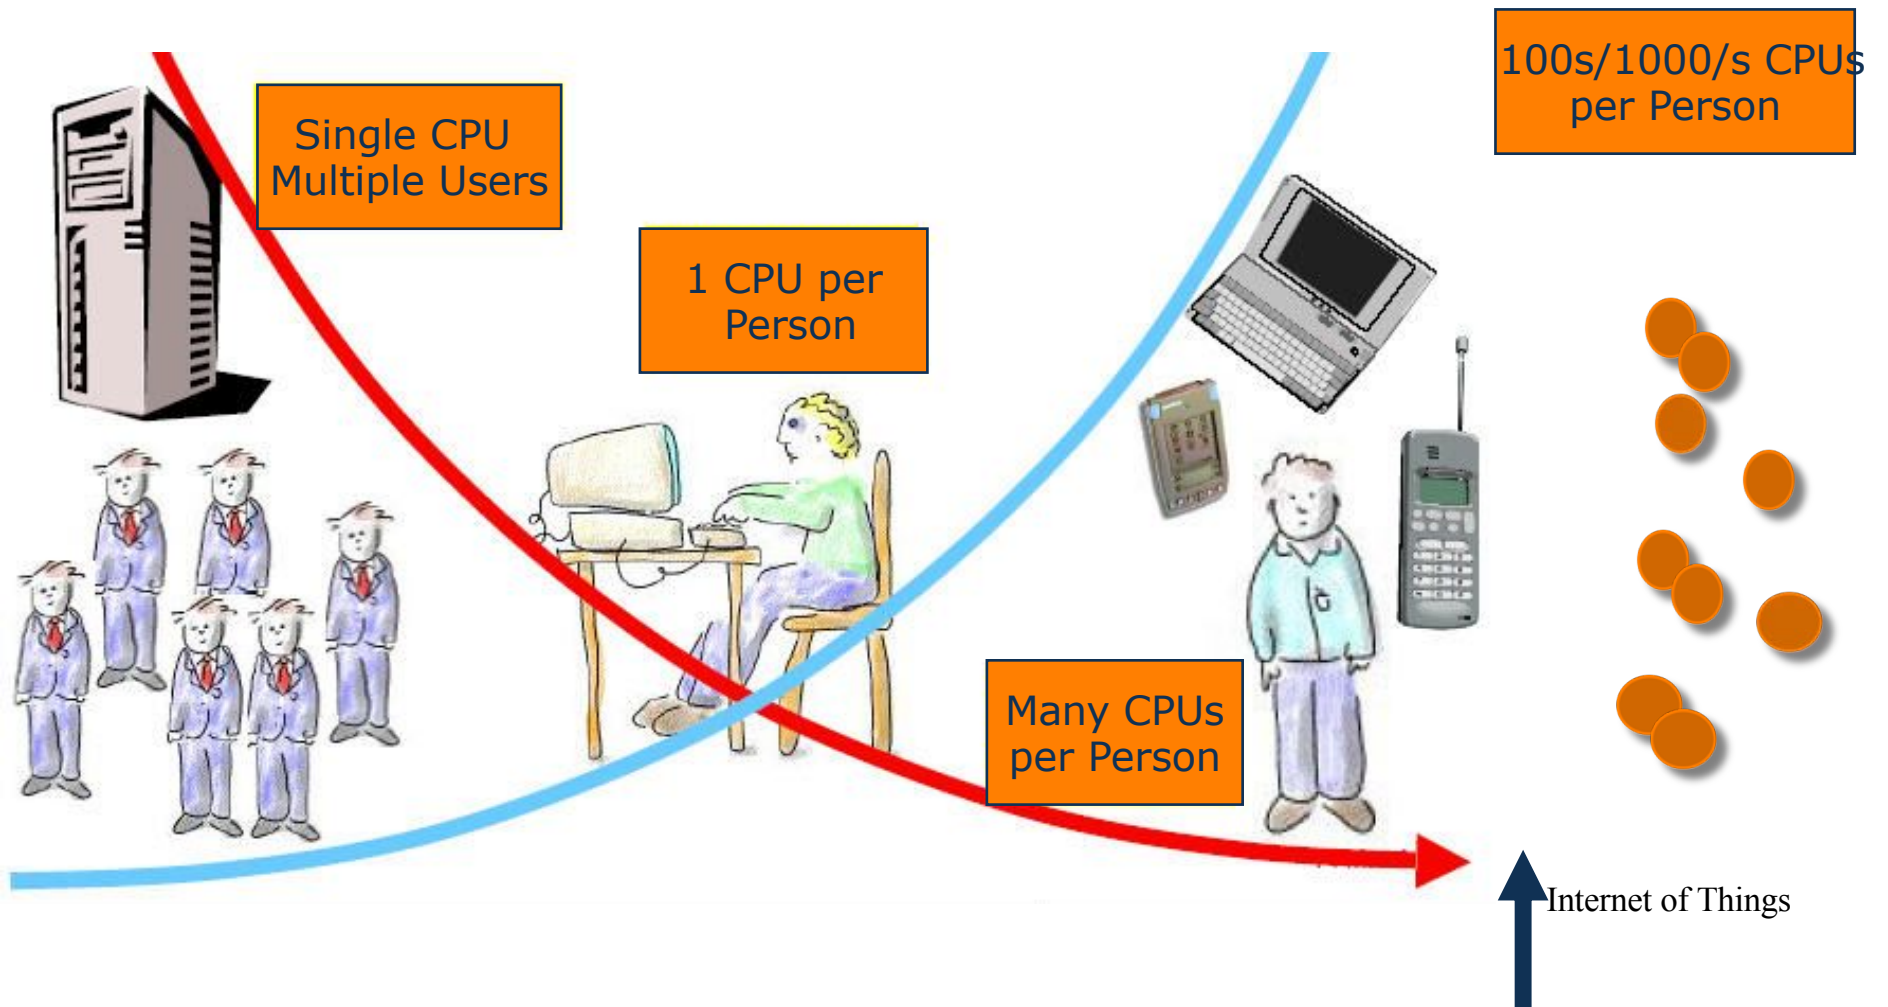 100s/1000/s CPUs
per Person
Single CPU
Multiple Users
1 CPU per
Person
Many CPUs
per Person
Internet of Things